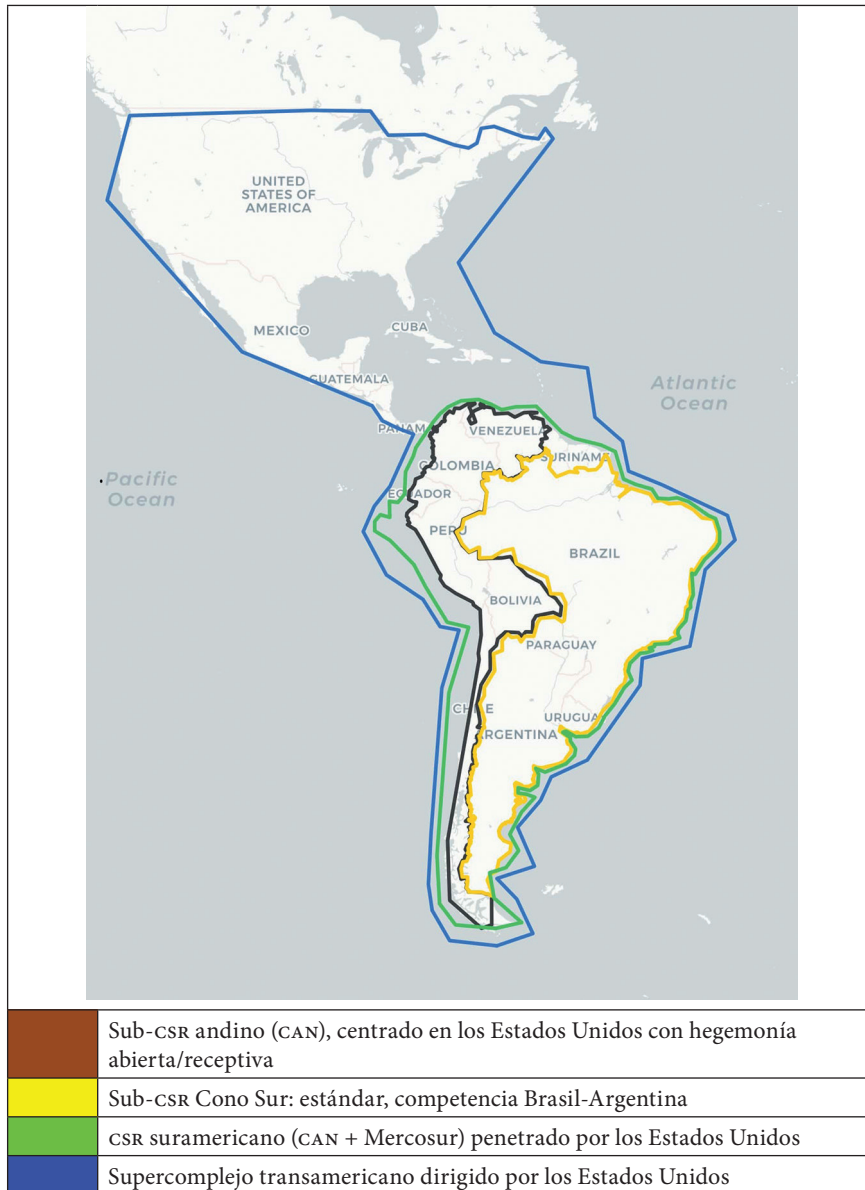 UNITED
STATES OF
AMERICA
MEXICO
CUBA
GUATEMALA
Atlantic
Ocean
PANAM
VENEZUELA
COLOMBIA
SURINAME
Pacific
Ocean
ECUADOR
PERU
BRAZIL
BOLIVIA
PARAGUAY
CHILE
URUGUA
ARGENTINA
Sub-CSR andino (CAN), centrado en los Estados Unidos con hegemonía
abierta/receptiva
Sub-CSR Cono Sur: estándar, competencia Brasil-Argentina
CSR suramericano (CAN + Mercosur) penetrado por los Estados Unidos
Supercomplejo transamericano dirigido por los Estados Unidos